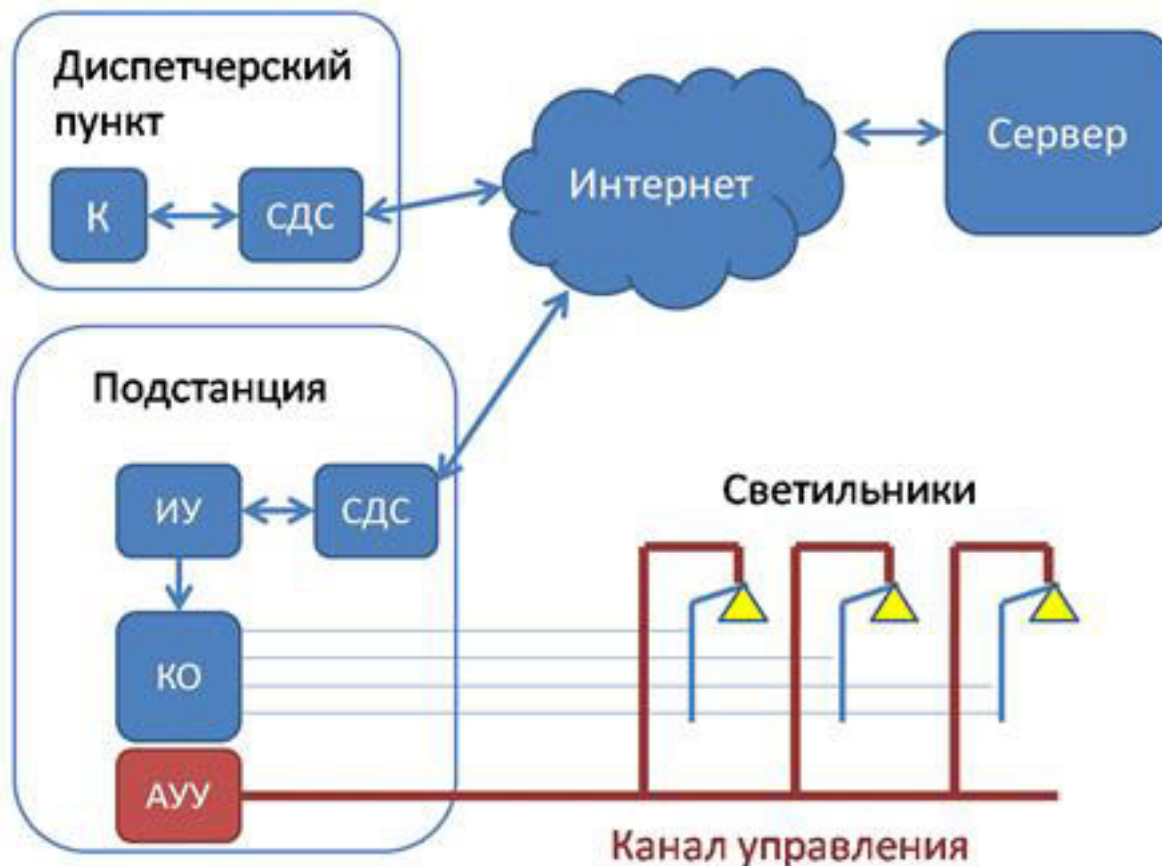 Диспетчерский
пункт
К
СДС
Интернет
Сервер
Подстанция
ИУ
СДС
КО
АУУ
Светильники
Канал управления